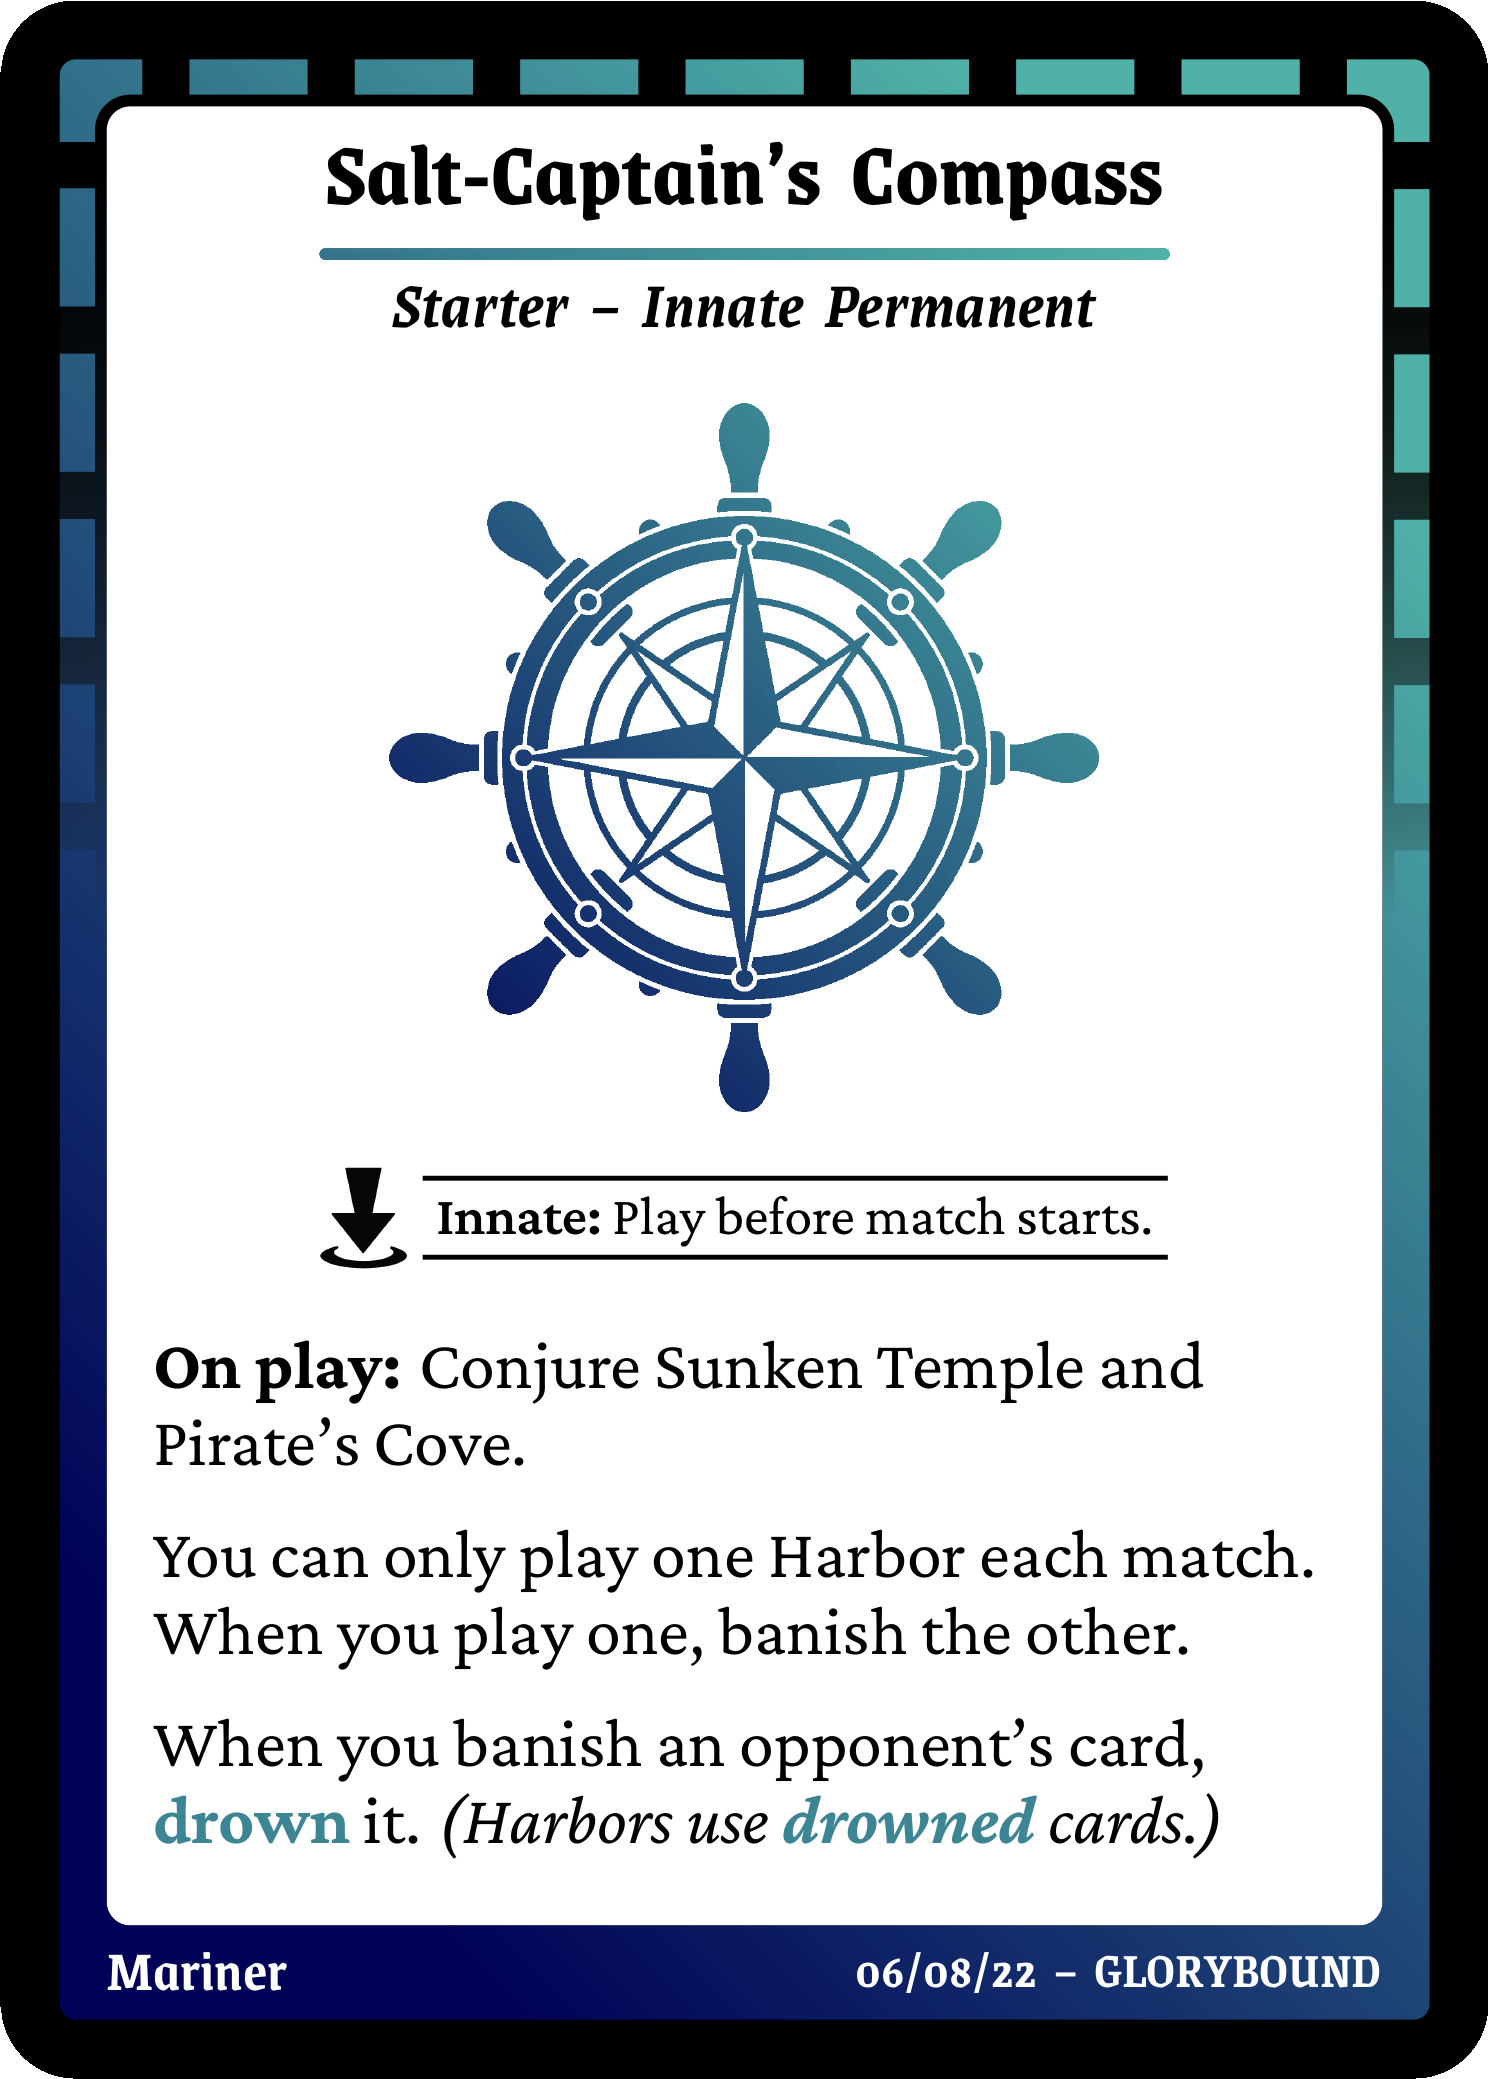 Salt-Captain’s Compass
Starter – Innate Permanent
Innate: Play before match starts.
On play: Conjure Sunken Temple and
Pirate’s Cove.
You can only play one Harbor each match.
When you play one, banish the other.
When you banish an opponent’s card,
drown it. (Harbors use drowned cards.)
Mariner
06/08/22 – GLORYBOUND